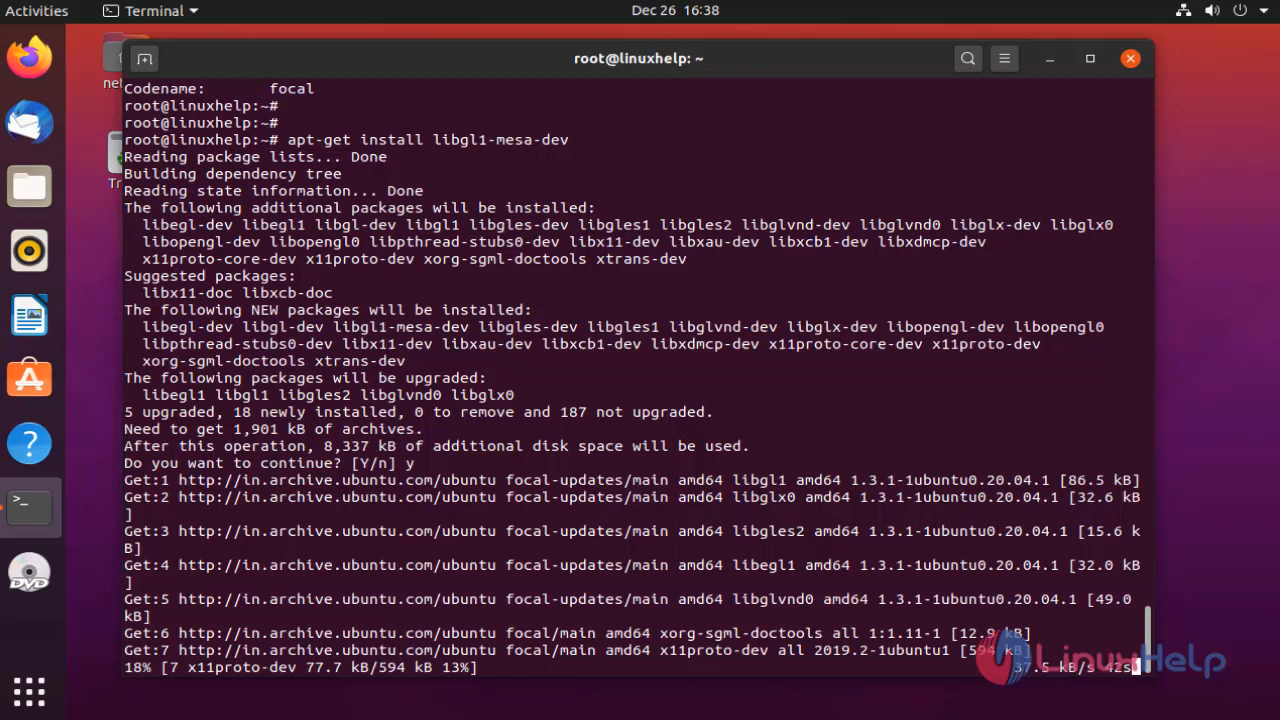 Activities Terminal Dec 26 16:38
root@linuxhelp: ~
Codename: focal
root@linuxhelp:~#
root@linuxhelp:~#
root@linuxhelp:~# apt-get install libgl1-mesa-dev
Reading package lists... Done
Building dependency tree
Reading state information... Done
The following additional packages will be installed:
libegl-dev libegl1 libgl-dev libgl1 libgles-dev libgles1 libgles2 libglvnd-dev libglvnd0 libglx-dev libglx0
libopengl-dev libopengl0 libpthread-stubs0-dev libx11-dev libxau-dev libxcb1-dev libxdmcp-dev
x11proto-core-dev x11proto-dev xorg-sgml-doctools xtrans-dev
Suggested packages:
libx11-doc libxcb-doc
The following NEW packages will be installed:
libegl-dev libgl-dev libgl1-mesa-dev libgles-dev libgles1 libglvnd-dev libglx-dev libopengl-dev libopengl0
libpthread-stubs0-dev libx11-dev libxau-dev libxcb1-dev libxdmcp-dev x11proto-core-dev x11proto-dev
xorg-sgml-doctools xtrans-dev
The following packages will be upgraded:
libegl1 libgl1 libgles2 libglvnd0 libglx0
5 upgraded, 18 newly installed, 0 to remove and 187 not upgraded.
Need to get 1,901 kB of archives.
After this operation, 8,337 kB of additional disk space will be used.
Do you want to continue? [Y/n] y
Get:1 http://in.archive.ubuntu.com/ubuntu focal-updates/main amd64 libgl1 amd64 1.3.1-1ubuntu0.20.04.1 [86.5 kB]
Get:2 http://in.archive.ubuntu.com/ubuntu focal-updates/main amd64 libglx0 amd64 1.3.1-1ubuntu0.20.04.1 [32.6 kB
]
Get:3 http://in.archive.ubuntu.com/ubuntu focal-updates/main amd64 libgles2 amd64 1.3.1-1ubuntu0.20.04.1 [15.6 k
B]
Get:4 http://in.archive.ubuntu.com/ubuntu focal-updates/main amd64 libegl1 amd64 1.3.1-1ubuntu0.20.04.1 [32.0 kB
]
Get:5 http://in.archive.ubuntu.com/ubuntu focal-updates/main amd64 libglvnd0 amd64 1.3.1-1ubuntu0.20.04.1 [49.0
kB]
Get:6 http://in.archive.ubuntu.com/ubuntu focal/main amd64 xorg-sgml-doctools all 1:1.11-1 [12.9 kB]
Get:7 http://in.archive.ubuntu.com/ubuntu focal/main amd64 x11proto-dev all 2019.2-1ubuntu1 [594 kB]
18% [7 x11proto-dev 77.7 kB/594 kB 13%] 37.5 kB/s 42s
LinuxHelp
DVD